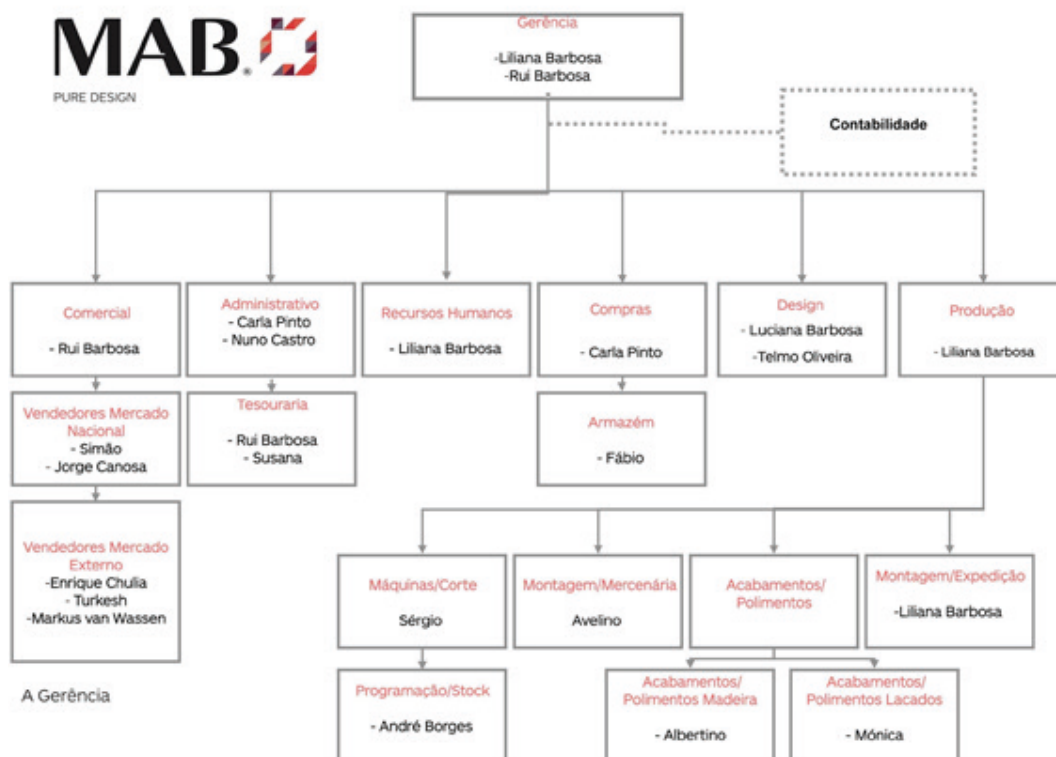 MAB®
PURE DESIGN
Gerência
-Liliana Barbosa
-Rui Barbosa
Contabilidade
Comercial
- Rui Barbosa
Administrativo
- Carla Pinto
- Nuno Castro
Recursos Humanos
- Liliana Barbosa
Compras
- Carla Pinto
Design
- Luciana Barbosa
-Telmo Oliveira
Produção
- Liliana Barbosa
Vendedores Mercado
Nacional
- Simão
- Jorge Canosa
Tesouraria
- Rui Barbosa
- Susana
Armazém
- Fábio
Vendedores Mercado
Externo
-Enrique Chulia
- Turkesh
-Markus van Wassen
Máquinas/Corte
Sérgio
Montagem/Mercenária
Avelino
Acabamentos/
Polimentos
Montagem/Expedição
-Liliana Barbosa
A Gerência
Programação/Stock
- André Borges
Acabamentos/
Polimentos Madeira
- Albertino
Acabamentos/
Polimentos Lacados
- Mónica